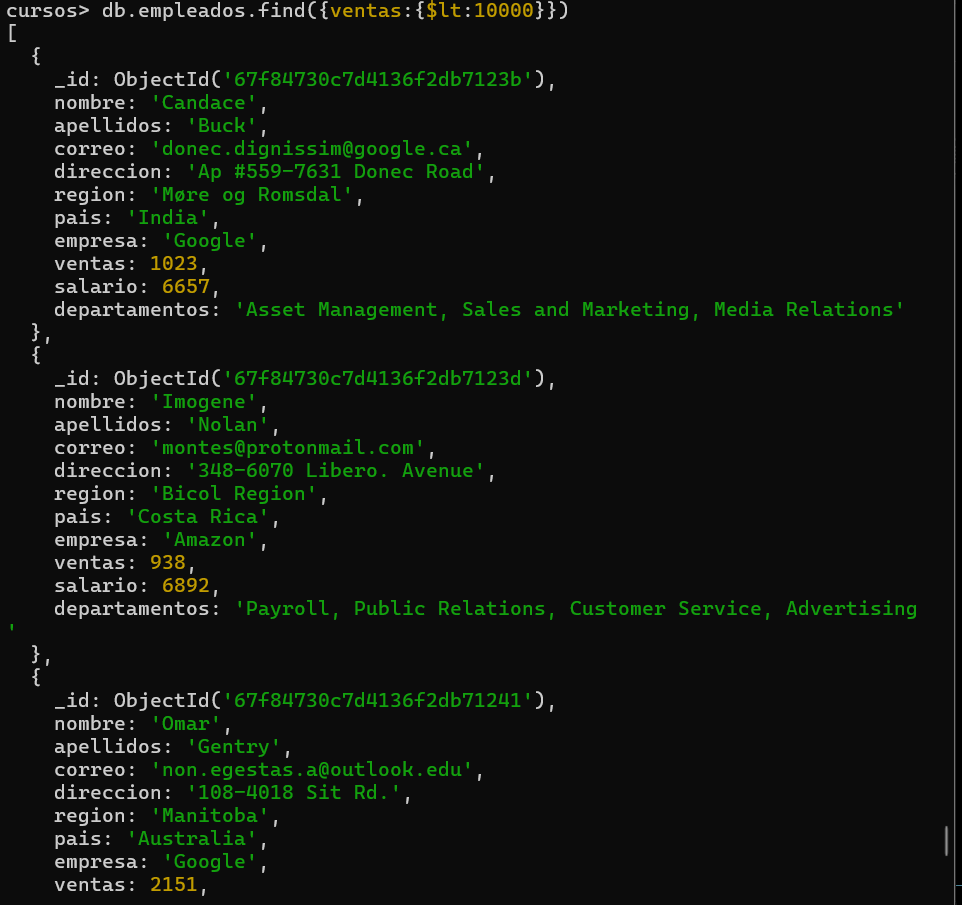 cursos> db.empleados.find({ventas:{$lt:10000}})
[
  {
    _id: ObjectId('67f84730c7d4136f2db7123b'),
    nombre: 'Candace',
    apellidos: 'Buck',
    correo: 'donec.dignissim@google.ca',
    direccion: 'Ap #559-7631 Donec Road',
    region: 'Møre og Romsdal',
    pais: 'India',
    empresa: 'Google',
    ventas: 1023,
    salario: 6657,
    departamentos: 'Asset Management, Sales and Marketing, Media Relations'
  },
  {
    _id: ObjectId('67f84730c7d4136f2db7123d'),
    nombre: 'Imogene',
    apellidos: 'Nolan',
    correo: 'montes@protonmail.com',
    direccion: '348-6070 Libero. Avenue',
    region: 'Bicol Region',
    pais: 'Costa Rica',
    empresa: 'Amazon',
    ventas: 938,
    salario: 6892,
    departamentos: 'Payroll, Public Relations, Customer Service, Advertising
'
  },
  {
    _id: ObjectId('67f84730c7d4136f2db71241'),
    nombre: 'Omar',
    apellidos: 'Gentry',
    correo: 'non.egestas.a@outlook.edu',
    direccion: '108-4018 Sit Rd.',
    region: 'Manitoba',
    pais: 'Australia',
    empresa: 'Google',
    ventas: 2151,